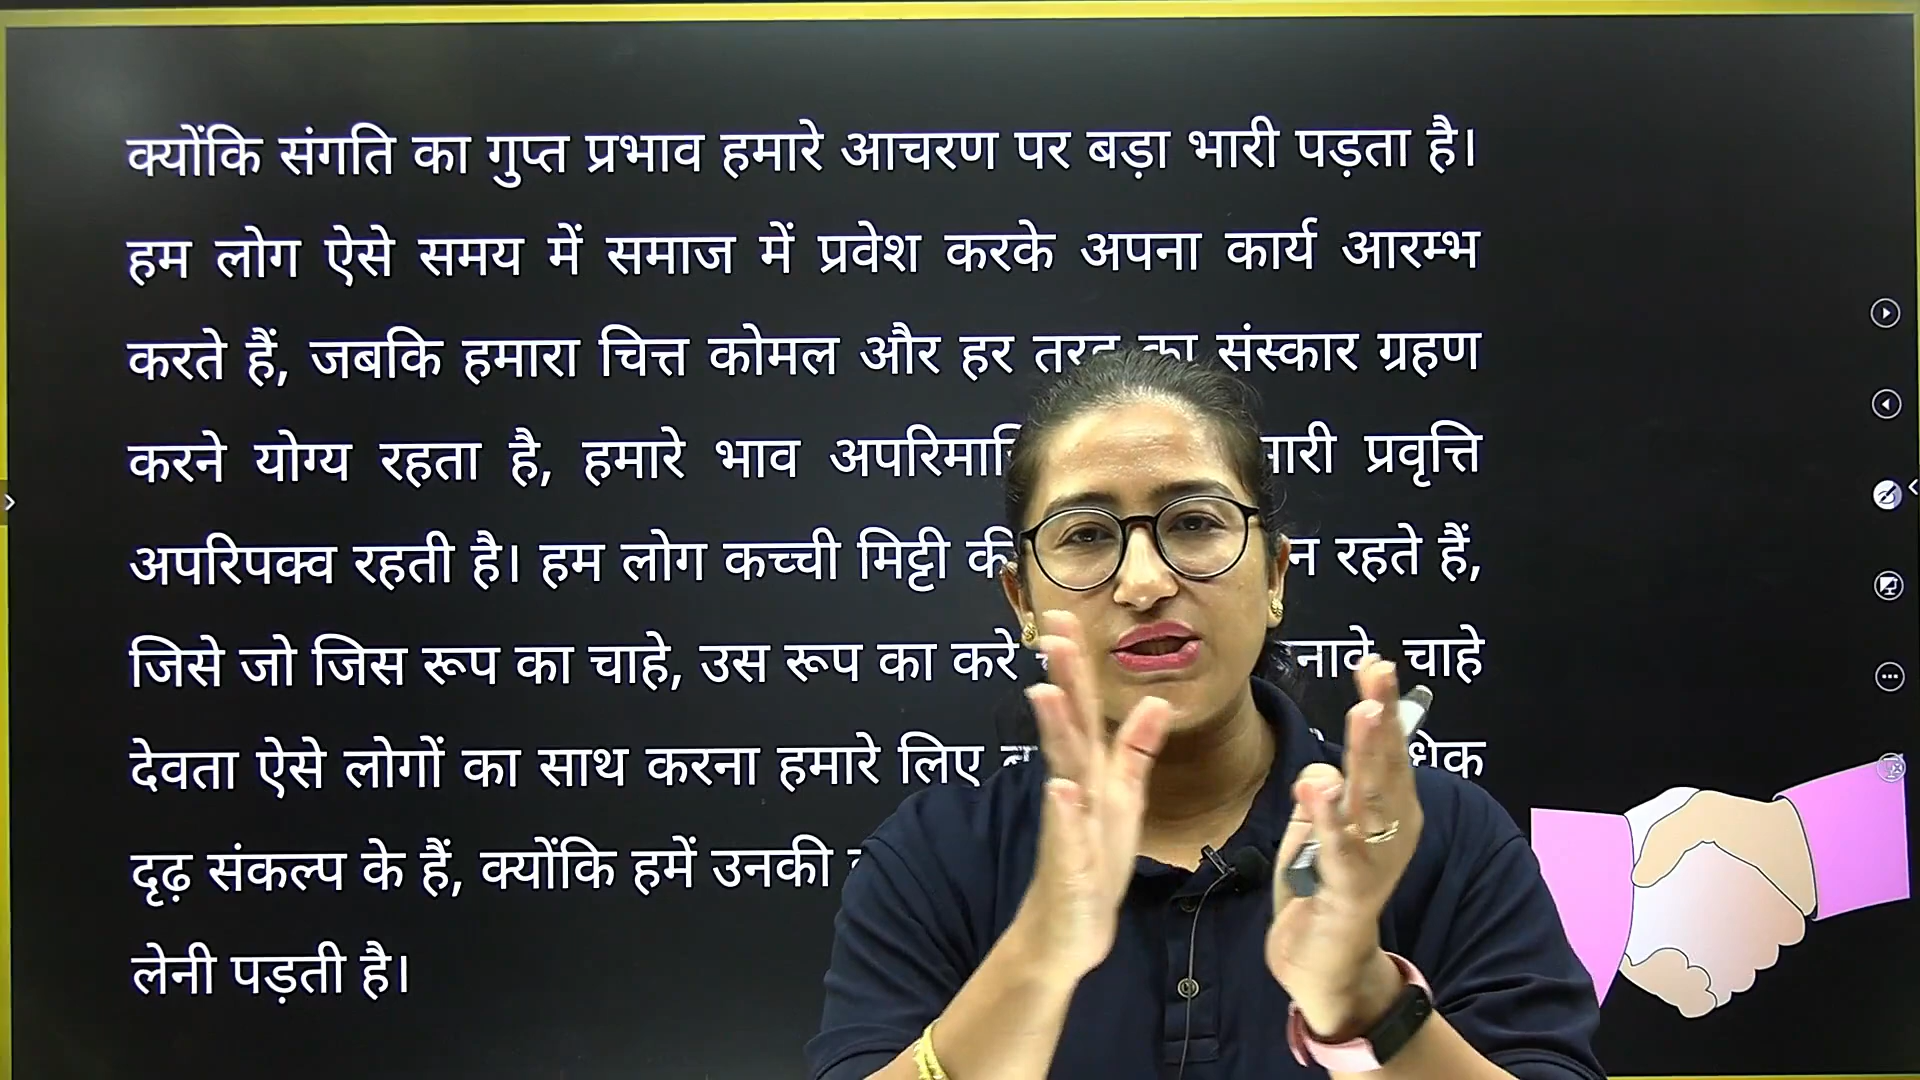 क्योंकि संगति का गुप्त प्रभाव हमारे आचरण पर बड़ा भारी पड़ता है।
हम लोग ऐसे समय में समाज में प्रवेश करके अपना कार्य आरम्भ
करते हैं, जबकि हमारा चित्त कोमल और हर तरह का संस्कार ग्रहण
करने योग्य रहता है, हमारे भाव प्रवृत्ति
अपरिपक्व रहती है। हम लोग कच्ची मिट्टी की रहते हैं,
जिसे जो जिस रूप का चाहे, उस रूप का करे चाहे
देवता ऐसे लोगों का साथ करना हमारे लिए
दृढ़ संकल्प के हैं, क्योंकि हमें उनकी
लेनी पड़ती है।